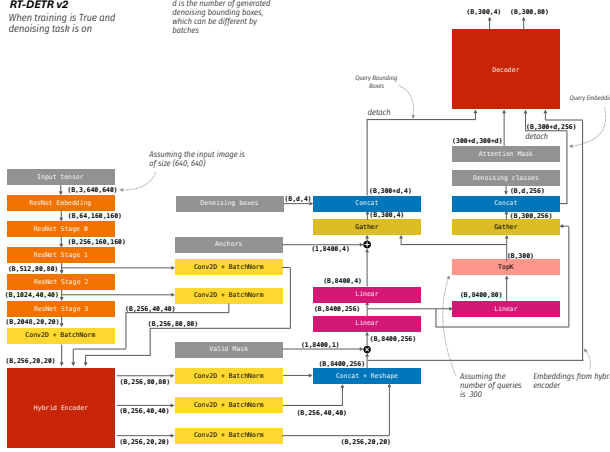 RT-DETR v2
When training is True and
denoising task is on
d is the number of generated
denoising bounding boxes,
which can be different by
batches
(B,300,4) (B,300,80)
Decoder
Query Bounding
Boxes
detach
(B,300+d,256)
detach
(300+d,300+d)
Attention Mask
Assuming the input image is
of size (640, 640)
Input tensor
(B,3,640,640)
ResNet Embedding
(B,64,160,160)
ResNet Stage 0
(B,256,160,160)
ResNet Stage 1
(B,512,80,80)
ResNet Stage 2
(B,1024,40,40)
ResNet Stage 3
(B,2048,20,20)
Conv2D + BatchNorm
(B,256,20,20)
Hybrid Encoder
Denoising classes
(B,d,256)
(B,300+d,4)
Denoising boxes
(B,d,4)
Concat
Concat
(B,300,4)
(B,300,256)
Gather
Gather
Anchors
(1,8400,4)
(B,300)
TopK
Conv2D + BatchNorm
Conv2D + BatchNorm
(B,256,40,40)
(B,256,80,80)
(B,8400,4)
(B,8400,80)
Linear
(B,8400,256)
Linear
Linear
(B,8400,256)
Valid Mask
(1,8400,1)
(B,8400,256)
Concat + Reshape
(B,256,80,80)
Conv2D + BatchNorm
(B,256,40,40)
Conv2D + BatchNorm
(B,256,40,40)
(B,256,20,20)
Conv2D + BatchNorm
(B,256,20,20)
Assuming the
number of queries
is 300
Embeddings from
encoder